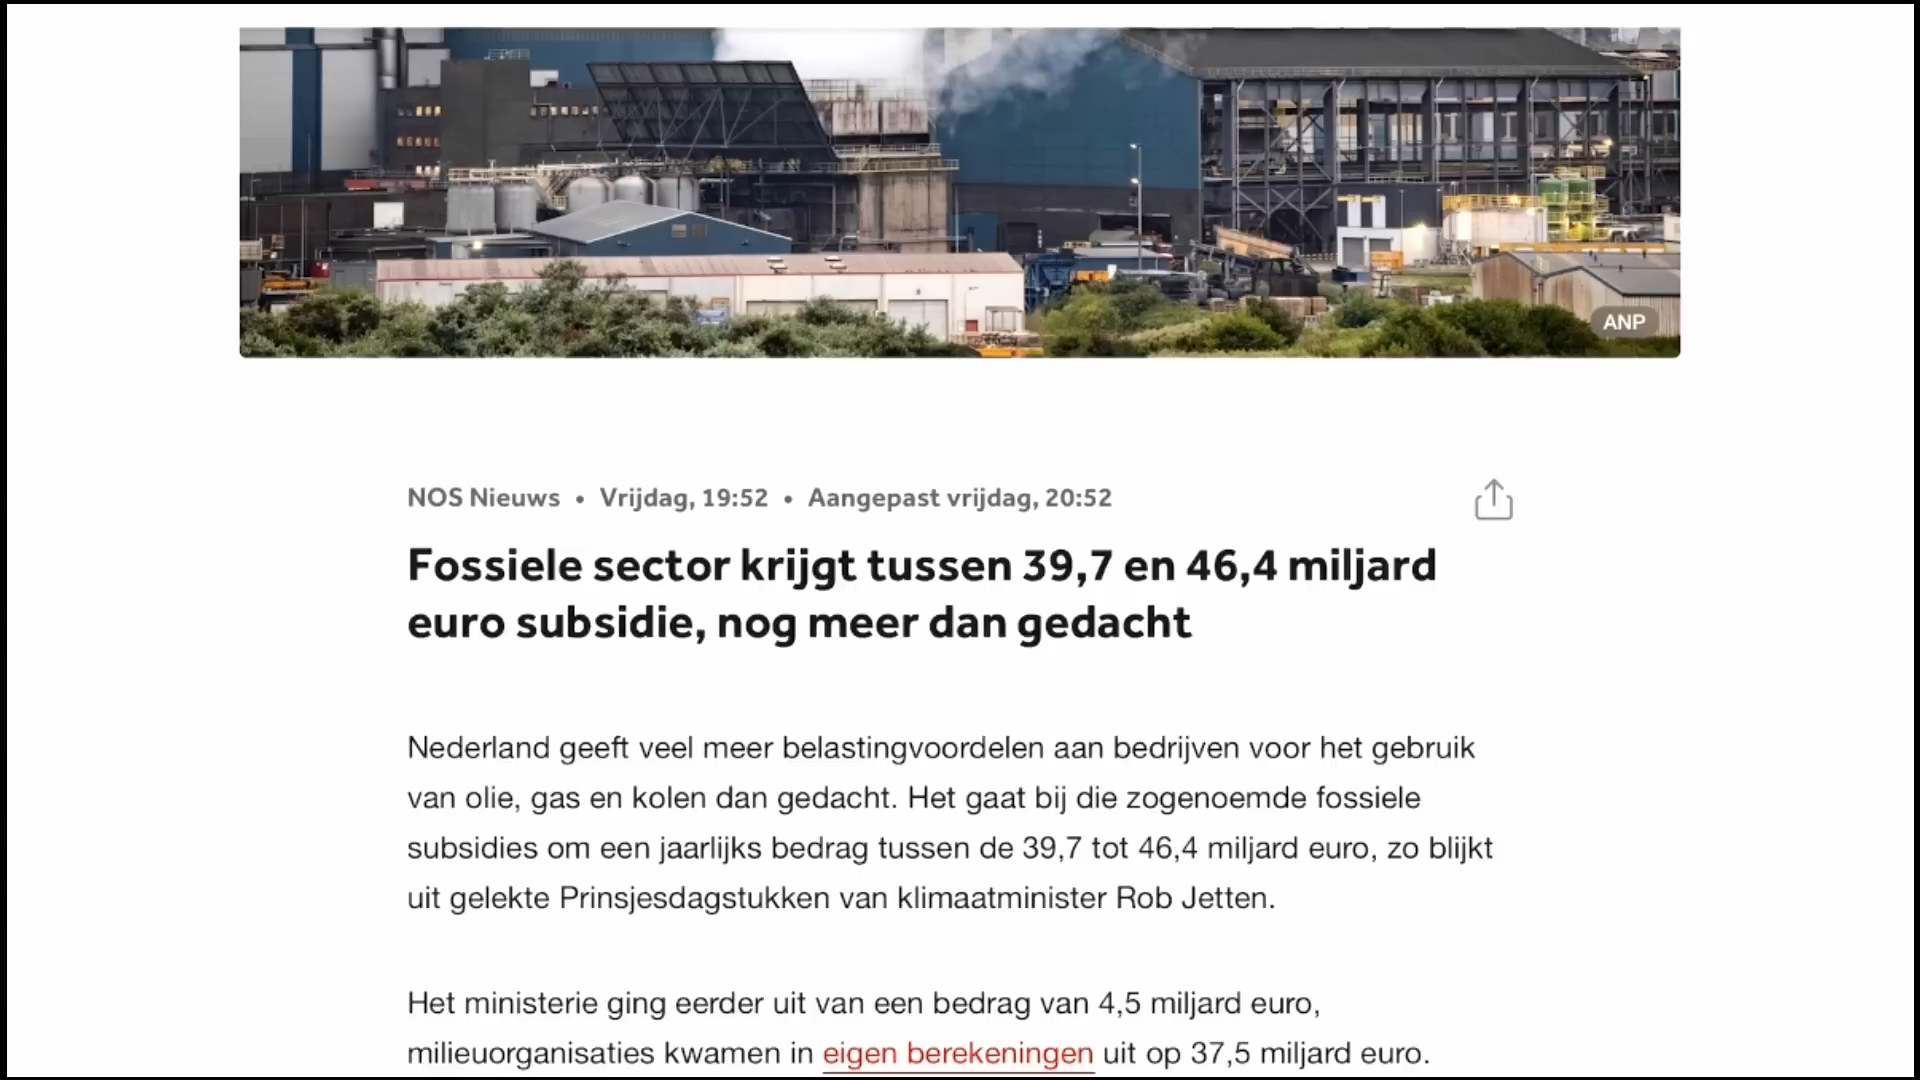 ANP
NOS Nieuws • Vrijdag, 19:52 • Aangepast vrijdag, 20:52
Fossiele sector krijgt tussen 39,7 en 46,4 miljard
euro subsidie, nog meer dan gedacht
Nederland geeft veel meer belastingvoordelen aan bedrijven voor het gebruik
van olie, gas en kolen dan gedacht. Het gaat bij die zogenoemde fossiele
subsidies om een jaarlijks bedrag tussen de 39,7 tot 46,4 miljard euro, zo blijkt
uit gelekte Prinsjesdagstukken van klimaatminister Rob Jetten.
Het ministerie ging eerder uit van een bedrag van 4,5 miljard euro,
milieuorganisaties kwamen in eigen berekeningen uit op 37,5 miljard euro.